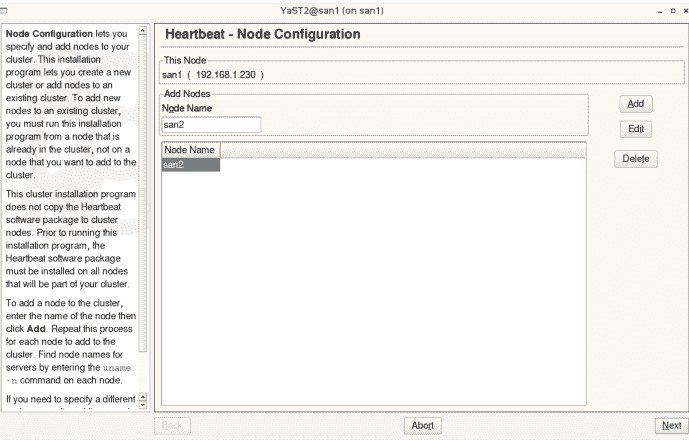 YaST2@san1 (on san1)
Node Configuration lets you
specify and add nodes to your
cluster. This installation
program lets you create a new
cluster or add nodes to an
existing cluster. To add new
nodes to an existing cluster,
you must run this installation
program from a node that is
already in the cluster, not on a
node that you want to add to the
cluster.
This cluster installation program
does not copy the Heartbeat
software package to cluster
nodes. Prior to running this
installation program, the
Heartbeat software package
must be installed on all nodes
that will be part of your cluster.
To add a node to the cluster,
enter the name of the node then
click Add. Repeat this process
for each node to add to the
cluster. Find node names for
servers by entering the uname
-n command on each node.
If you need to specify a different
Heartbeat - Node Configuration
This Node
san1 ( 192.168.1.230 )
Add Nodes
Node Name
san2
Add
Edit
Delete
Node Name
san2
Back
Abort
Next